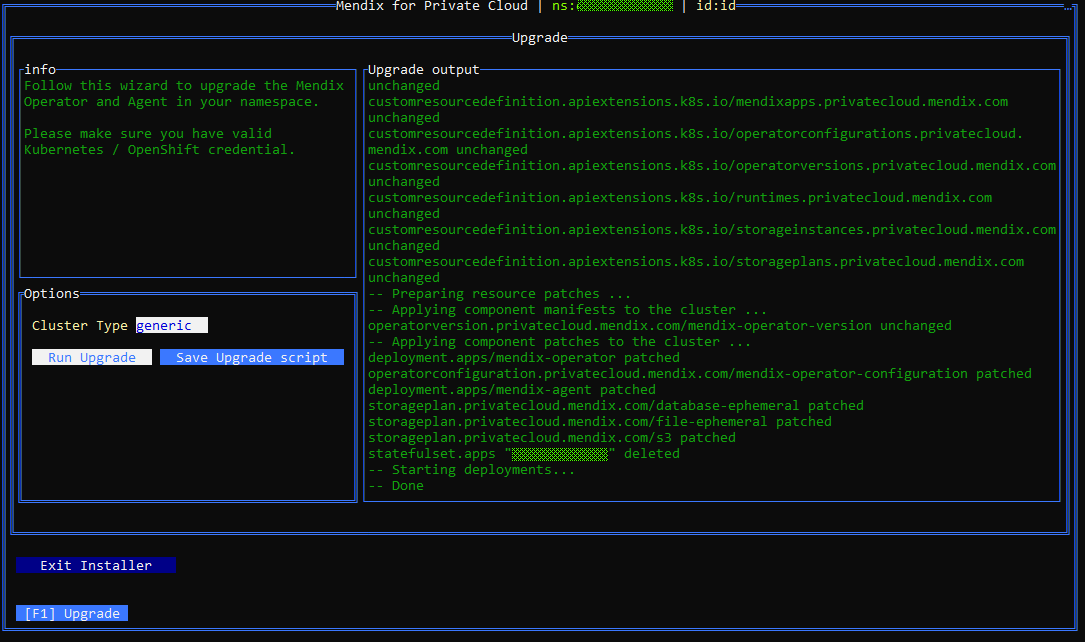 Mendix for Private Cloud | ns: | id:id
Upgrade
info
Follow this wizard to upgrade the Mendix
Operator and Agent in your namespace.
Please make sure you have valid
Kubernetes / OpenShift credential.
Options
Cluster Type generic
Run Upgrade Save Upgrade script
Upgrade output
unchanged
customresourcedefinition.apiextensions.k8s.io/mendixapps.privatecloud.mendix.com
unchanged
customresourcedefinition.apiextensions.k8s.io/operatorconfigurations.privatecloud.
mendix.com unchanged
customresourcedefinition.apiextensions.k8s.io/operatorversions.privatecloud.mendix.com
unchanged
customresourcedefinition.apiextensions.k8s.io/runtimes.privatecloud.mendix.com
unchanged
customresourcedefinition.apiextensions.k8s.io/storageinstances.privatecloud.mendix.com
unchanged
customresourcedefinition.apiextensions.k8s.io/storageplans.privatecloud.mendix.com
unchanged
-- Preparing resource patches ...
-- Applying component manifests to the cluster ...
operatorversion.privatecloud.mendix.com/mendix-operator-version unchanged
-- Applying component patches to the cluster ...
deployment.apps/mendix-operator patched
operatorconfiguration.privatecloud.mendix.com/mendix-operator-configuration patched
deployment.apps/mendix-agent patched
storageplan.privatecloud.mendix.com/database-ephemeral patched
storageplan.privatecloud.mendix.com/file-ephemeral patched
storageplan.privatecloud.mendix.com/s3 patched
statefulset.apps "" deleted
-- Starting deployments...
-- Done
Exit Installer
[F1] Upgrade